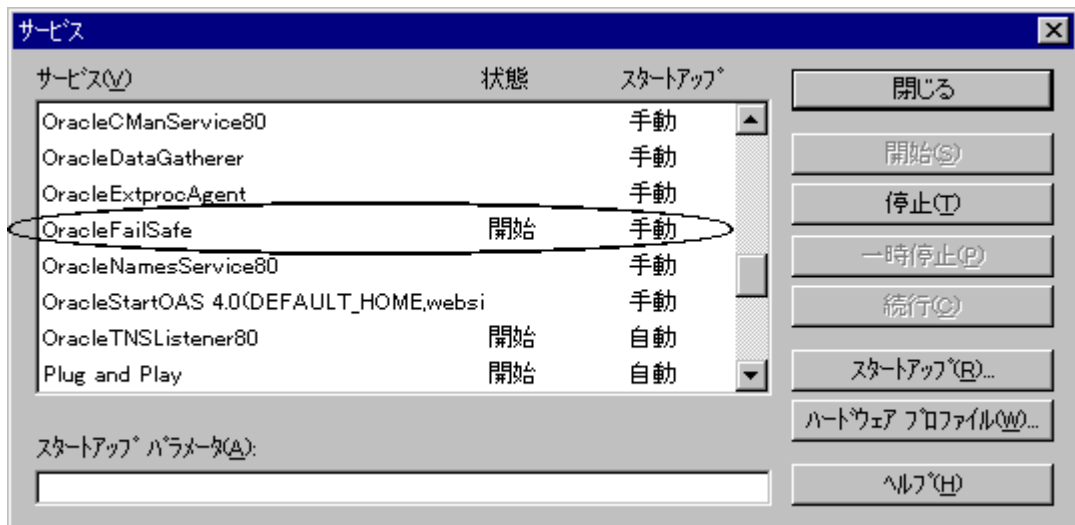 サービス
サービス(V) 状態 スタートアップ
OracleCManService80 手動
OracleDataGatherer 手動
OracleExtprocAgent 手動
OracleFailSafe 開始 手動
OracleNamesService80 手動
OracleStartOAS 4.0(DEFAULT_HOME,websi 手動
OracleTNSListener80 開始 自動
Plug and Play 開始 自動
スタートアップ パラメータ(A):
閉じる
開始(S)
停止(T)
一時停止(P)
続行(C)
スタートアップ(R)...
ハードウェア プロファイル(W)...
ヘルプ(H)